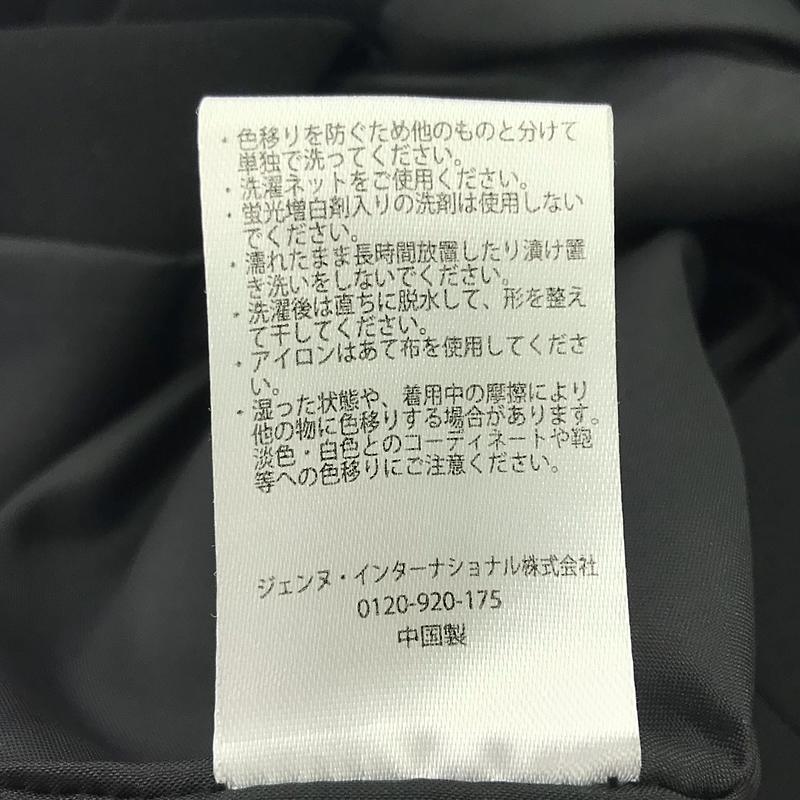 ・色移りを防ぐため他のものと分けて
単独で洗ってください。
・洗濯ネットをご使用ください。
・蛍光増白剤入りの洗剤は使用しない
でください。
・濡れたまま長時間放置したり漬け置
き洗いをしないでください。
・洗濯後は直ちに脱水して、形を整え
て干してください。
・アイロンはあて布を使用してくださ
い。
・湿った状態や、着用中の摩擦により
他の物に色移りする場合があります。
淡色・白色とのコーディネートや鞄
等への色移りにご注意ください。
ジェンヌ・インターナショナル株式会社
0120-920-175
中国製